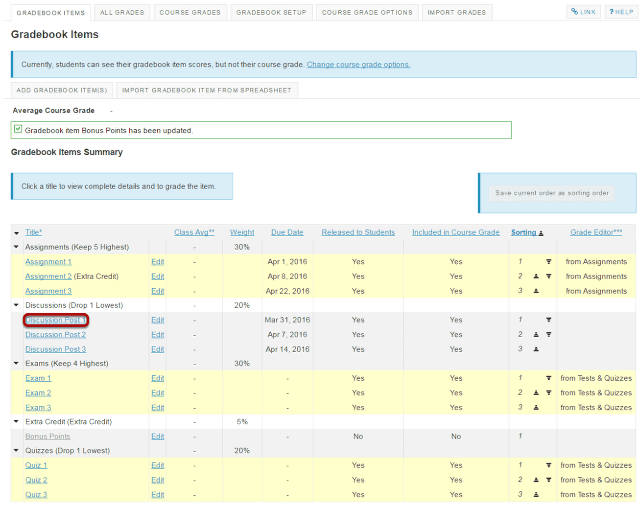 GRADEBOOK ITEMS ALL GRADES COURSE GRADES GRADEBOOK SETUP COURSE GRADE OPTIONS IMPORT GRADES LINK ? HELP
Gradebook Items
Currently, students can see their gradebook item scores, but not their course grade. Change course grade options.
ADD GRADEBOOK ITEM(S) IMPORT GRADEBOOK ITEM FROM SPREADSHEET
Average Course Grade -
Gradebook item Bonus Points has been updated.
Gradebook Items Summary
Click a title to view complete details and to grade the item. Save current order as sorting order
Title* Class Avg** Weight Due Date Released to Students Included in Course Grade Sorting Grade Editor***
Assignments (Keep 5 Highest) - 30%
Assignment 1 Edit - Apr 1, 2016 Yes Yes 1 from Assignments
Assignment 2 (Extra Credit) Edit - Apr 8, 2016 Yes Yes 2 from Assignments
Assignment 3 Edit - Apr 22, 2016 Yes Yes 3 from Assignments
Discussions (Drop 1 Lowest) - 20%
Discussion Post 1 Edit - Mar 31, 2016 Yes Yes 1
Discussion Post 2 Edit - Apr 7, 2016 Yes Yes 2
Discussion Post 3 Edit - Apr 14, 2016 Yes Yes 3
Exams (Keep 4 Highest) - 30%
Exam 1 Edit - - Yes Yes 1 from Tests & Quizzes
Exam 2 Edit - - Yes Yes 2 from Tests & Quizzes
Exam 3 Edit - - Yes Yes 3 from Tests & Quizzes
Extra Credit (Extra Credit) - 5%
Bonus Points Edit - - No No 1
Quizzes (Drop 1 Lowest) - 20%
Quiz 1 Edit - - Yes Yes 1 from Tests & Quizzes
Quiz 2 Edit - - Yes Yes 2 from Tests & Quizzes
Quiz 3 Edit - - Yes Yes 3 from Tests & Quizzes